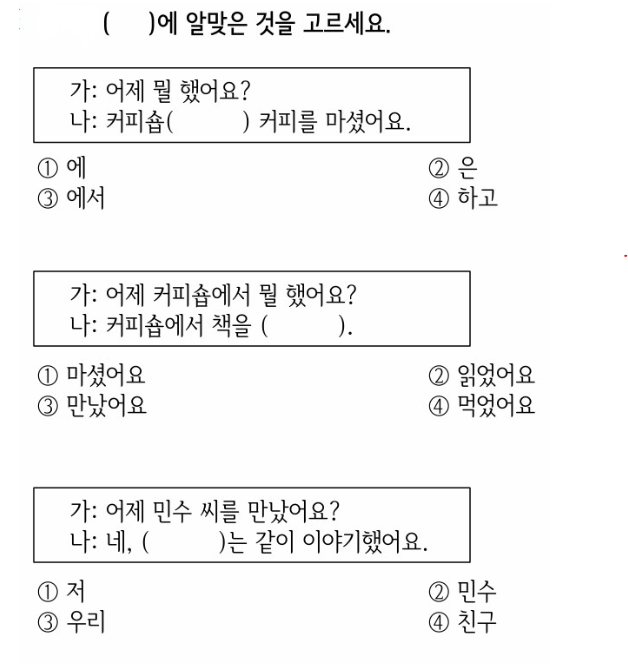 (    )에 알맞은 것을 고르세요.
가: 어제 뭘 했어요?
나: 커피숍(        ) 커피를 마셨어요.
① 에 ② 은
③ 에서 ④ 하고
가: 어제 커피숍에서 뭘 했어요?
나: 커피숍에서 책을 (        ).
① 마셨어요 ② 읽었어요
③ 만났어요 ④ 먹었어요
가: 어제 민수 씨를 만났어요?
나: 네, (        )는 같이 이야기했어요.
① 저 ② 민수
③ 우리 ④ 친구